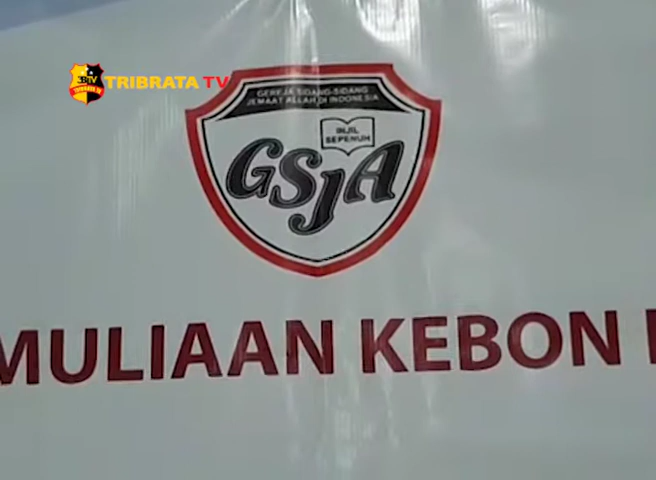 TRIBRATA TV
GEREJA SIDANG-SIDANG
JEMAAT ALLAH DI INDONESIA
INJIL
SEPENUH
GSJA
MULIAAN KEBON